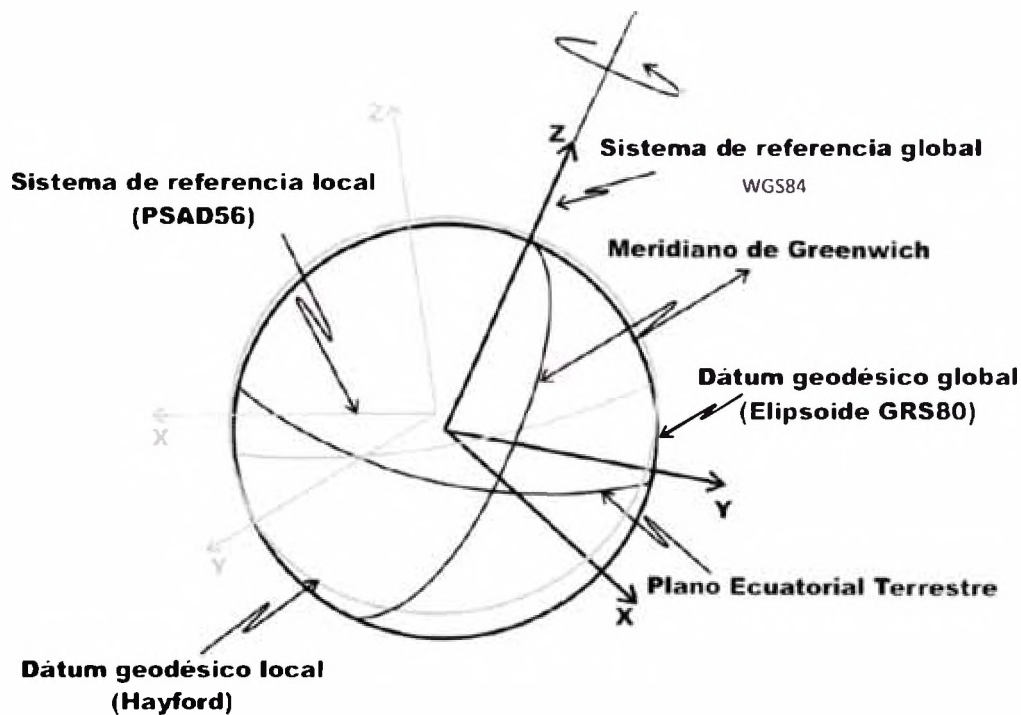 Z
Z
Sistema de referencia global
WGS84
Sistema de referencia local
(PSAD56)
Meridiano de Greenwich
Dátum geodésico global
(Elipsoide GRS80)
X
Y
Y
X
Plano Ecuatorial Terrestre
Dátum geodésico local
(Hayford)